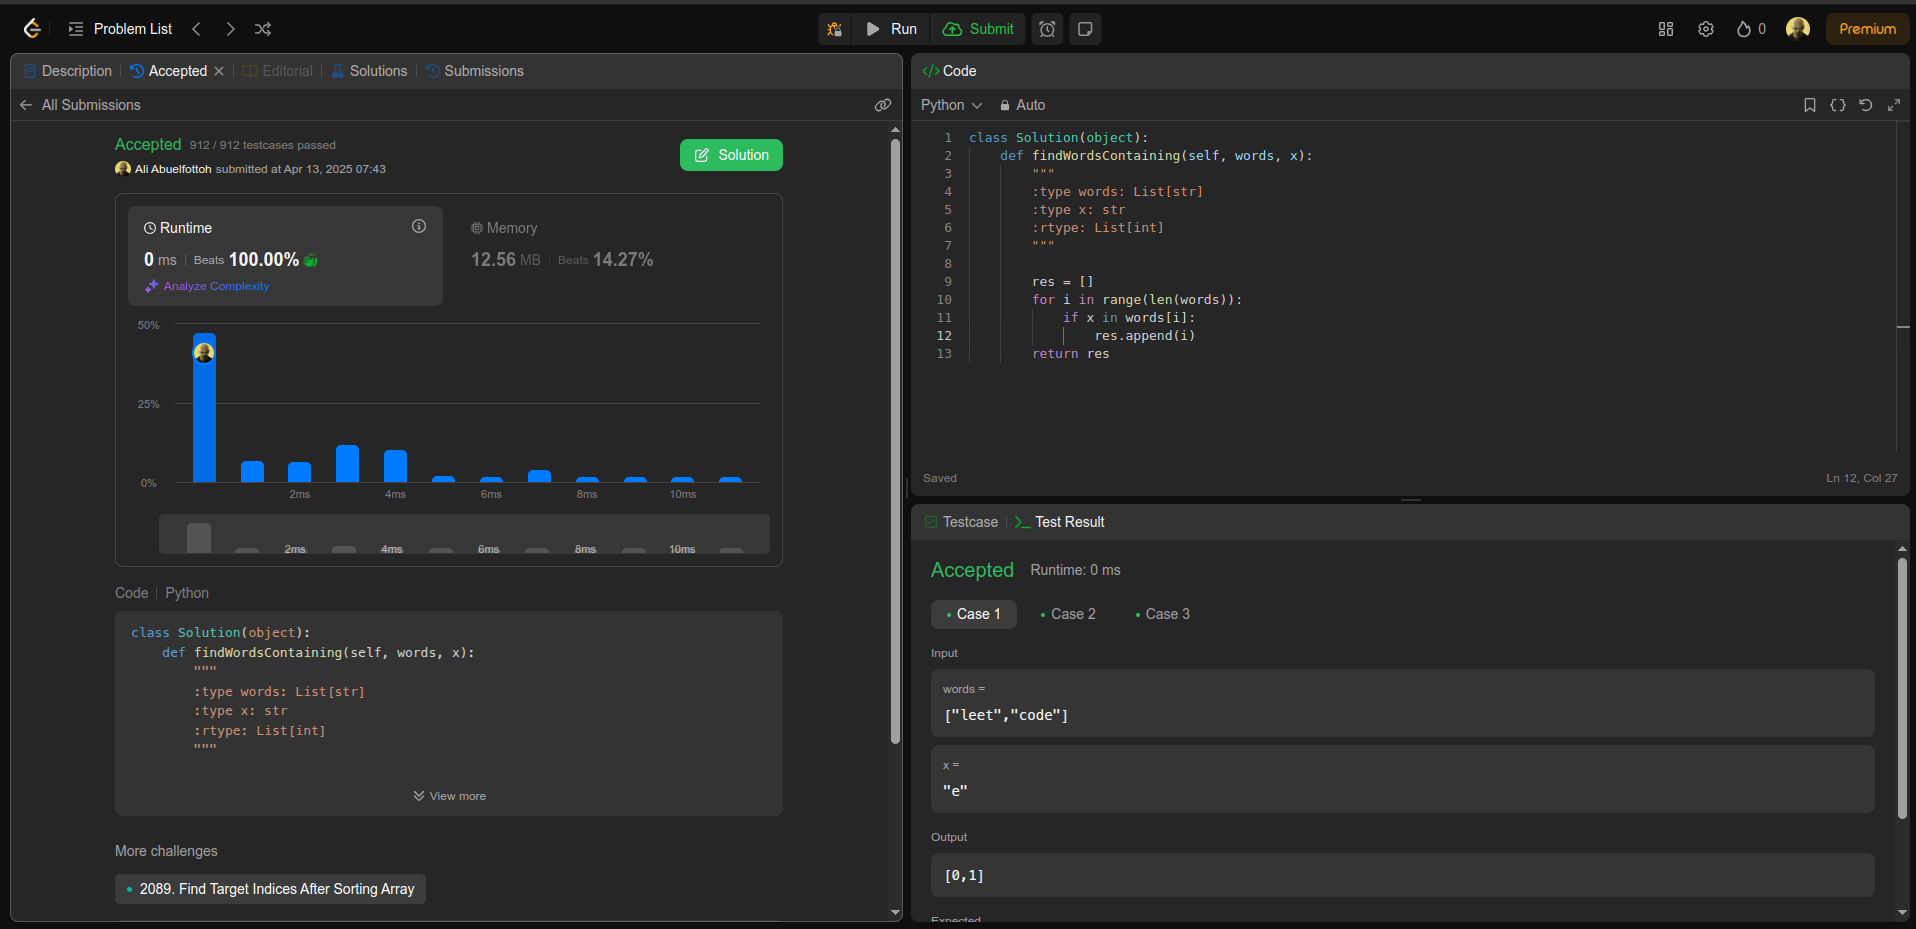 Problem List
Run
Submit
0
Premium
Description
Accepted
Editorial
Solutions
Submissions
All Submissions
Accepted 912 / 912 testcases passed
Ali Abuelfottoh submitted at Apr 13, 2025 07:43
Solution
Runtime
0 ms Beats 100.00%
Analyze Complexity
Memory
12.56 MB Beats 14.27%
50%
25%
0%
2ms 4ms 6ms 8ms 10ms
2ms 4ms 6ms 8ms 10ms
Code | Python
class Solution(object):
    def findWordsContaining(self, words, x):
        """
        :type words: List[str]
        :type x: str
        :rtype: List[int]
        """
View more
More challenges
2089. Find Target Indices After Sorting Array
</> Code
Python Auto
1 class Solution(object):
2     def findWordsContaining(self, words, x):
3         """
4         :type words: List[str]
5         :type x: str
6         :rtype: List[int]
7         """
8
9         res = []
10         for i in range(len(words)):
11             if x in words[i]:
12                 res.append(i)
13         return res
Saved
Ln 12, Col 27
Testcase
Test Result
Accepted Runtime: 0 ms
Case 1 Case 2 Case 3
Input
words =
["leet","code"]
x =
"e"
Output
[0,1]
Expected